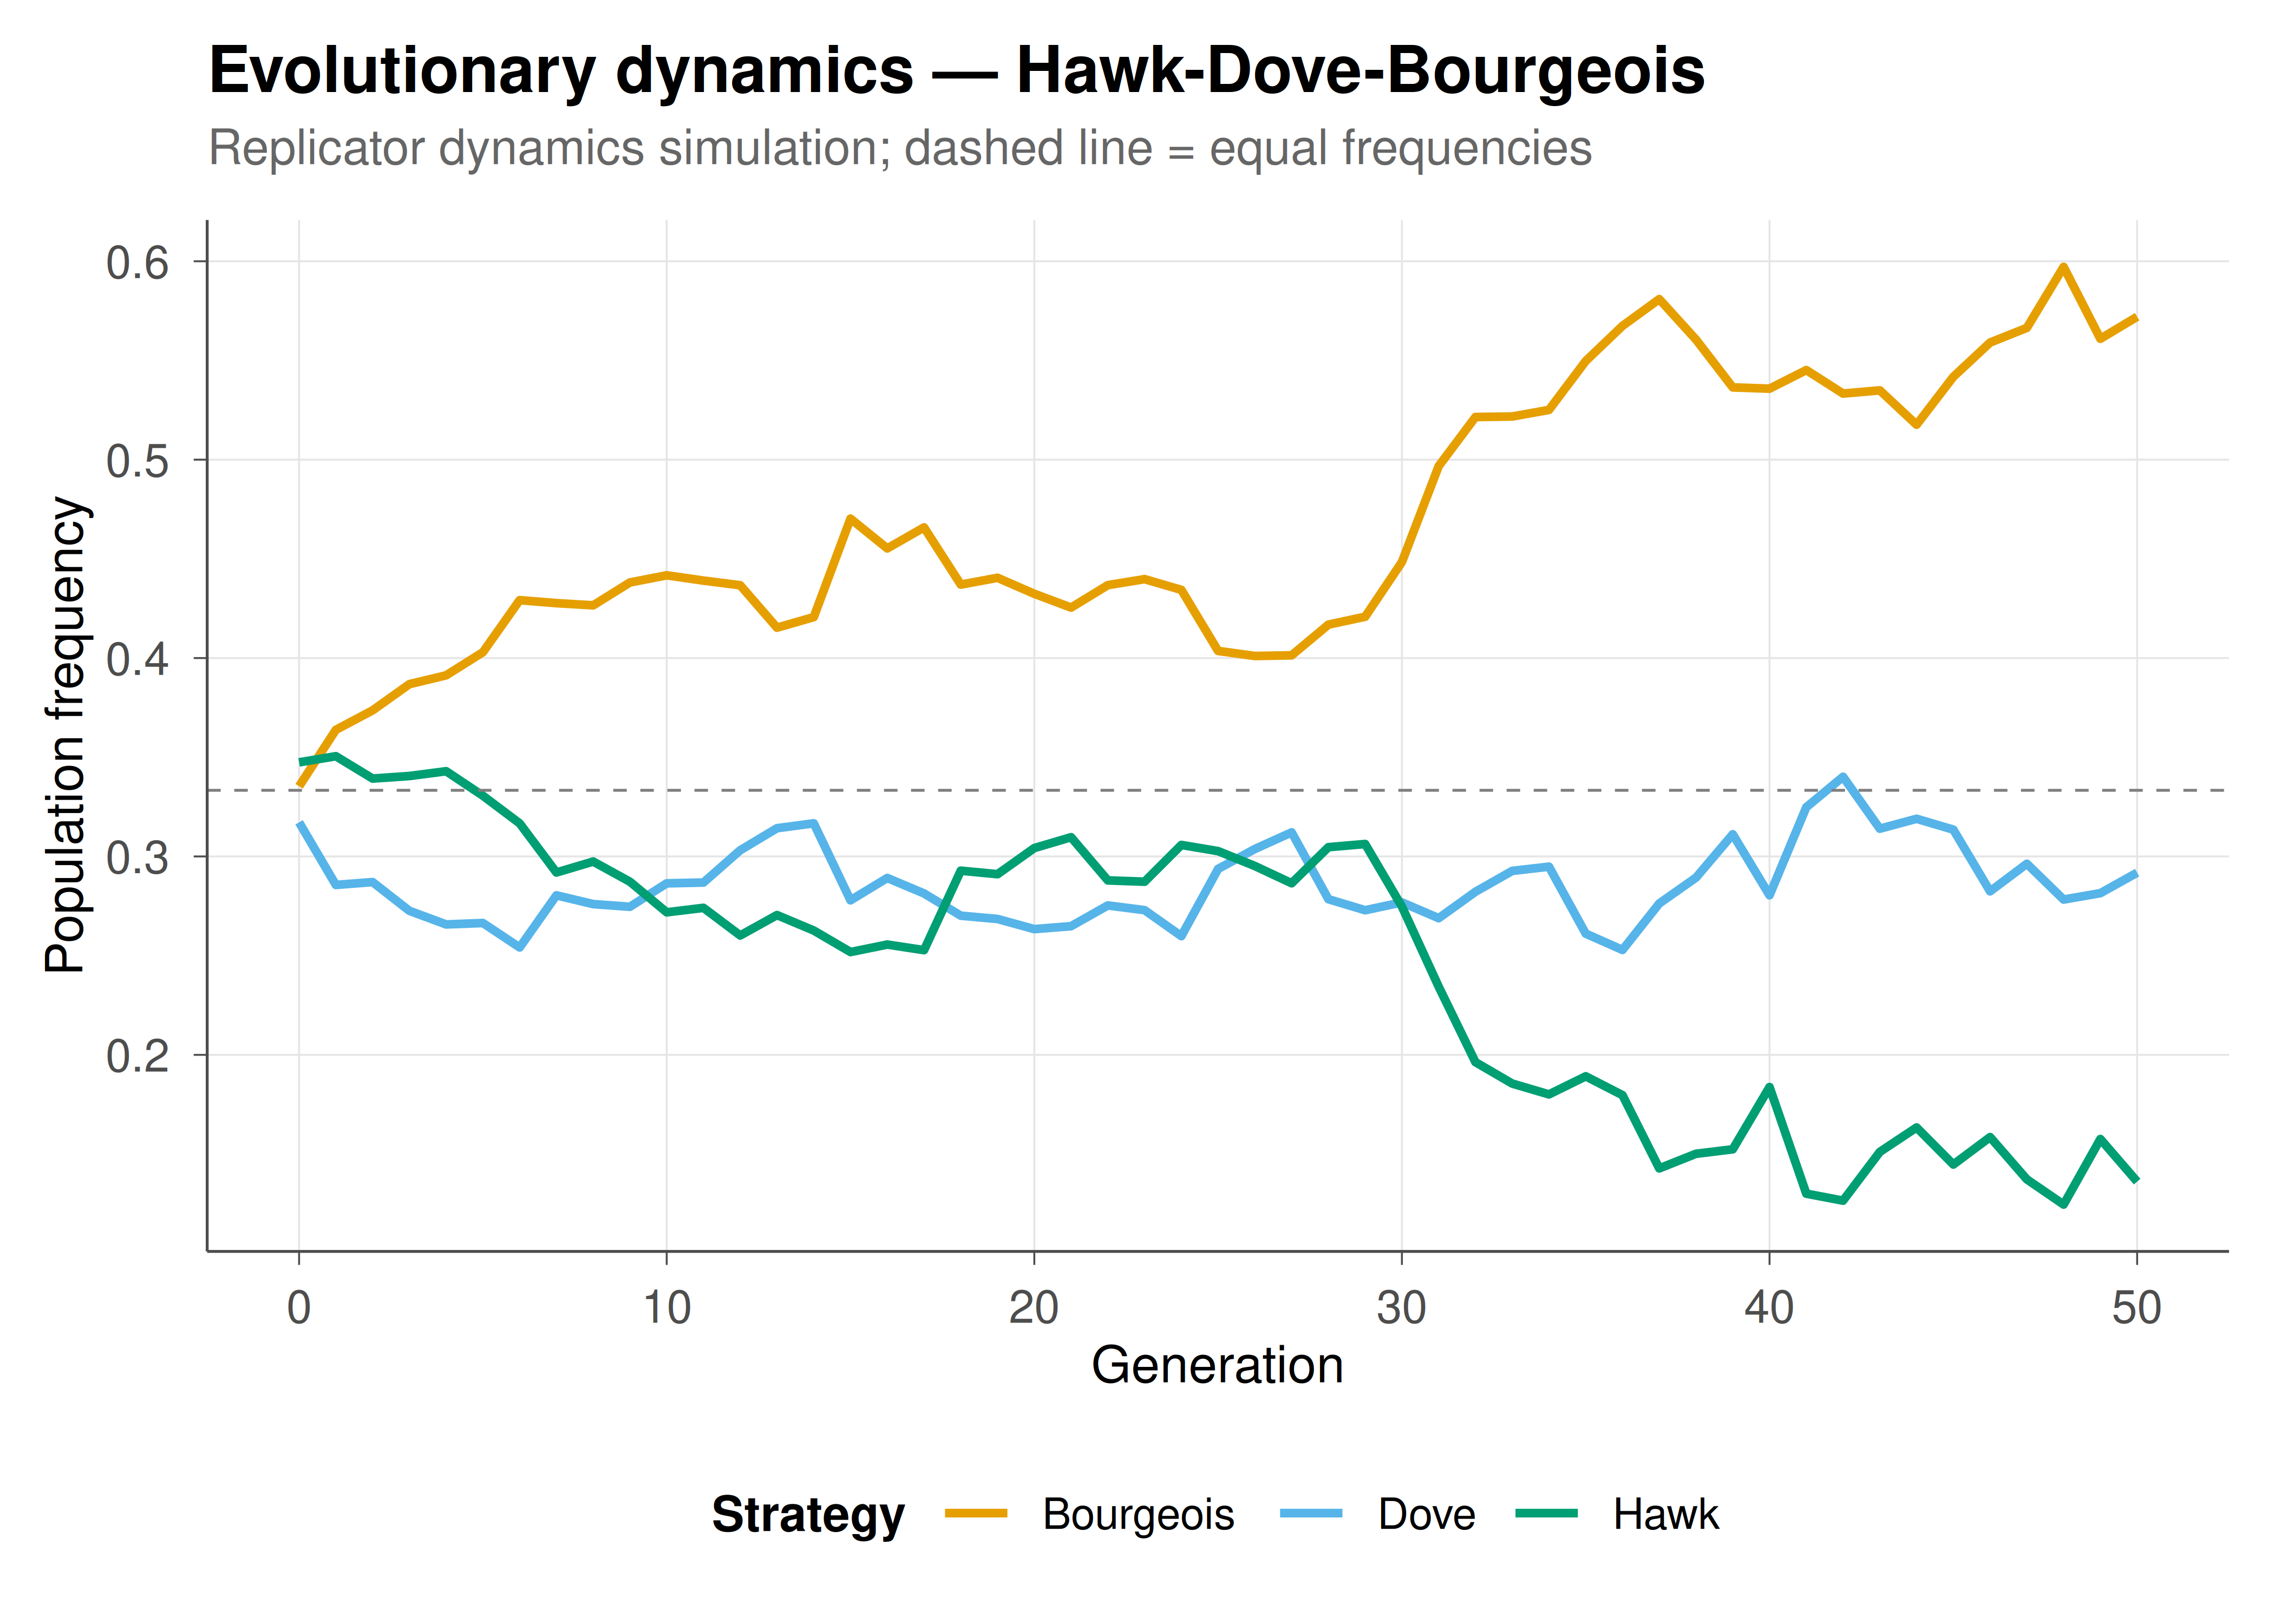 Evolutionary dynamics — Hawk-Dove-Bourgeois
Replicator dynamics simulation; dashed line = equal frequencies
Population frequency
0.6
0.5
0.4
0.3
0.2
0 10 20 30 40 50
Generation
Strategy Bourgeois Dove Hawk